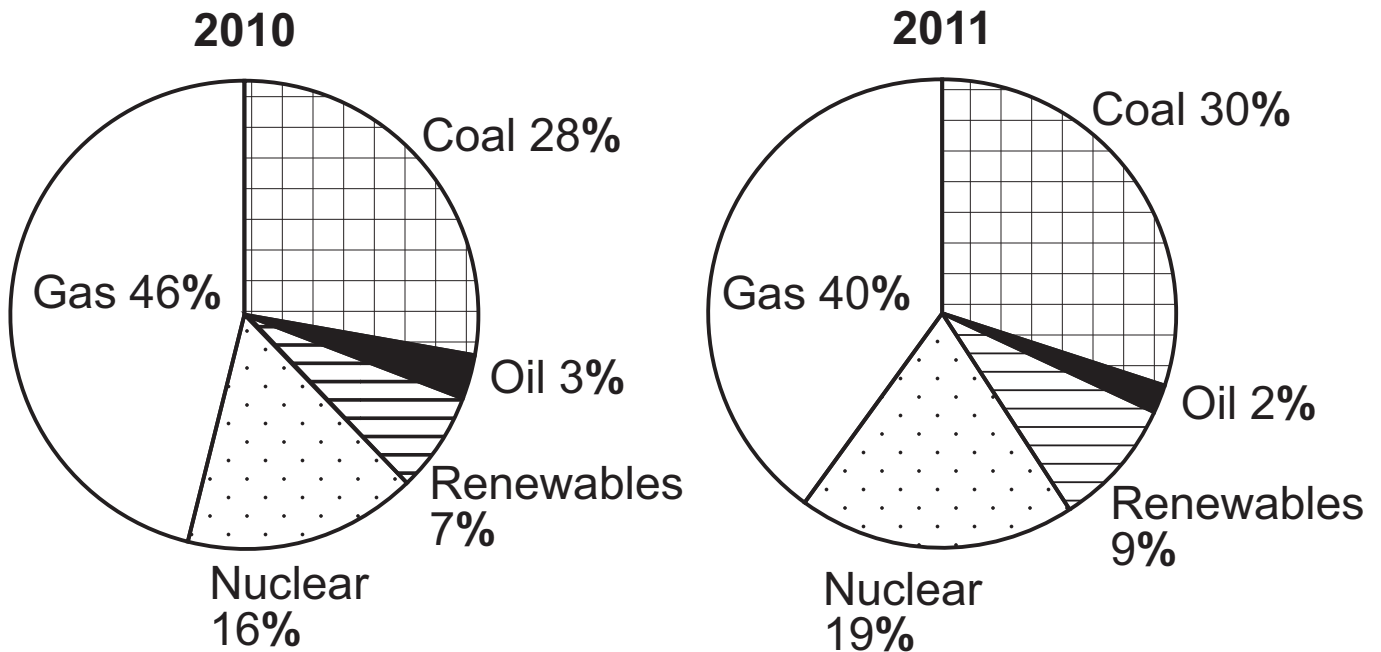 2010
Coal 28%
Gas 46%
Oil 3%
Renewables
7%
Nuclear
16%
2011
Coal 30%
Gas 40%
Oil 2%
Renewables
9%
Nuclear
19%